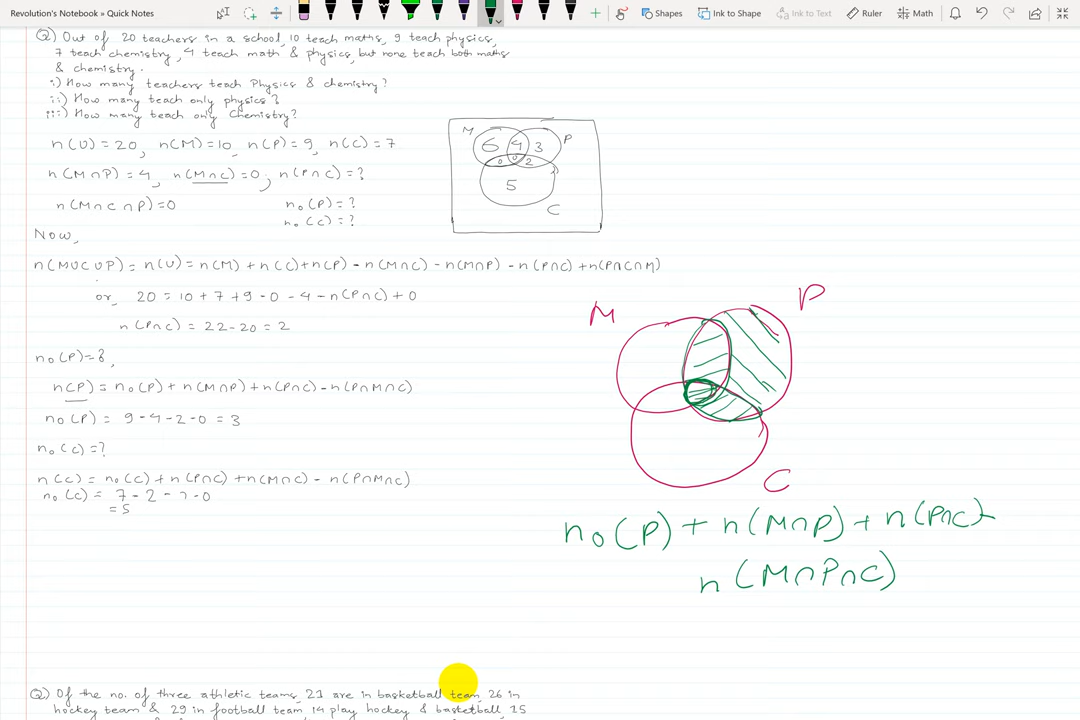 Revolution's Notebook » Quick Notes
Shapes
Ink to Shape
Ink to Text
Ruler
Math
Q) Out of 20 teachers in a school, 10 teach maths, 9 teach physics,
7 teach chemistry, 4 teach math & physics, but none teach both maths
& chemistry.
i) How many teachers teach Physics & chemistry?
ii) How many teach only physics?
iii) How many teach only Chemistry?
n(U)=20, n(M)=10, n(P)=9, n(C)=7
n(M∩P)=4, n(M∩C)=0, n(P∩C)=?
n(M∩C∩P)=0 n₀(P)=?
n₀(C)=?
M
P
6 4 3
0 0 2
5
C
Now,
n(M∪C∪P)= n(U)= n(M) + n(C)+n(P) - n(M∩C) - n(M∩P) - n(P∩C) +n(P∩C∩M)
or, 20 = 10 + 7 + 9 - 0 - 4 - n(P∩C) + 0
n(P∩C) = 22-20 = 2
n₀(P)=?,
n(P) = n₀(P) + n(M∩P) + n(P∩C) - n(P∩M∩C)
n₀(P) = 9 - 4 - 2 - 0 = 3
n₀(C)=?
n(C) = n₀(C) + n(P∩C) + n(M∩C) - n(P∩M∩C)
n₀(C) = 7 - 2 - 0 - 0
= 5
M
P
C
n₀(P) + n(M∩P) + n(P∩C) -
n(M∩P∩C)
Q) Of the no. of three athletic teams, 21 are in basketball team, 26 in
hockey team & 29 in football team 14 play hockey & basketball 15